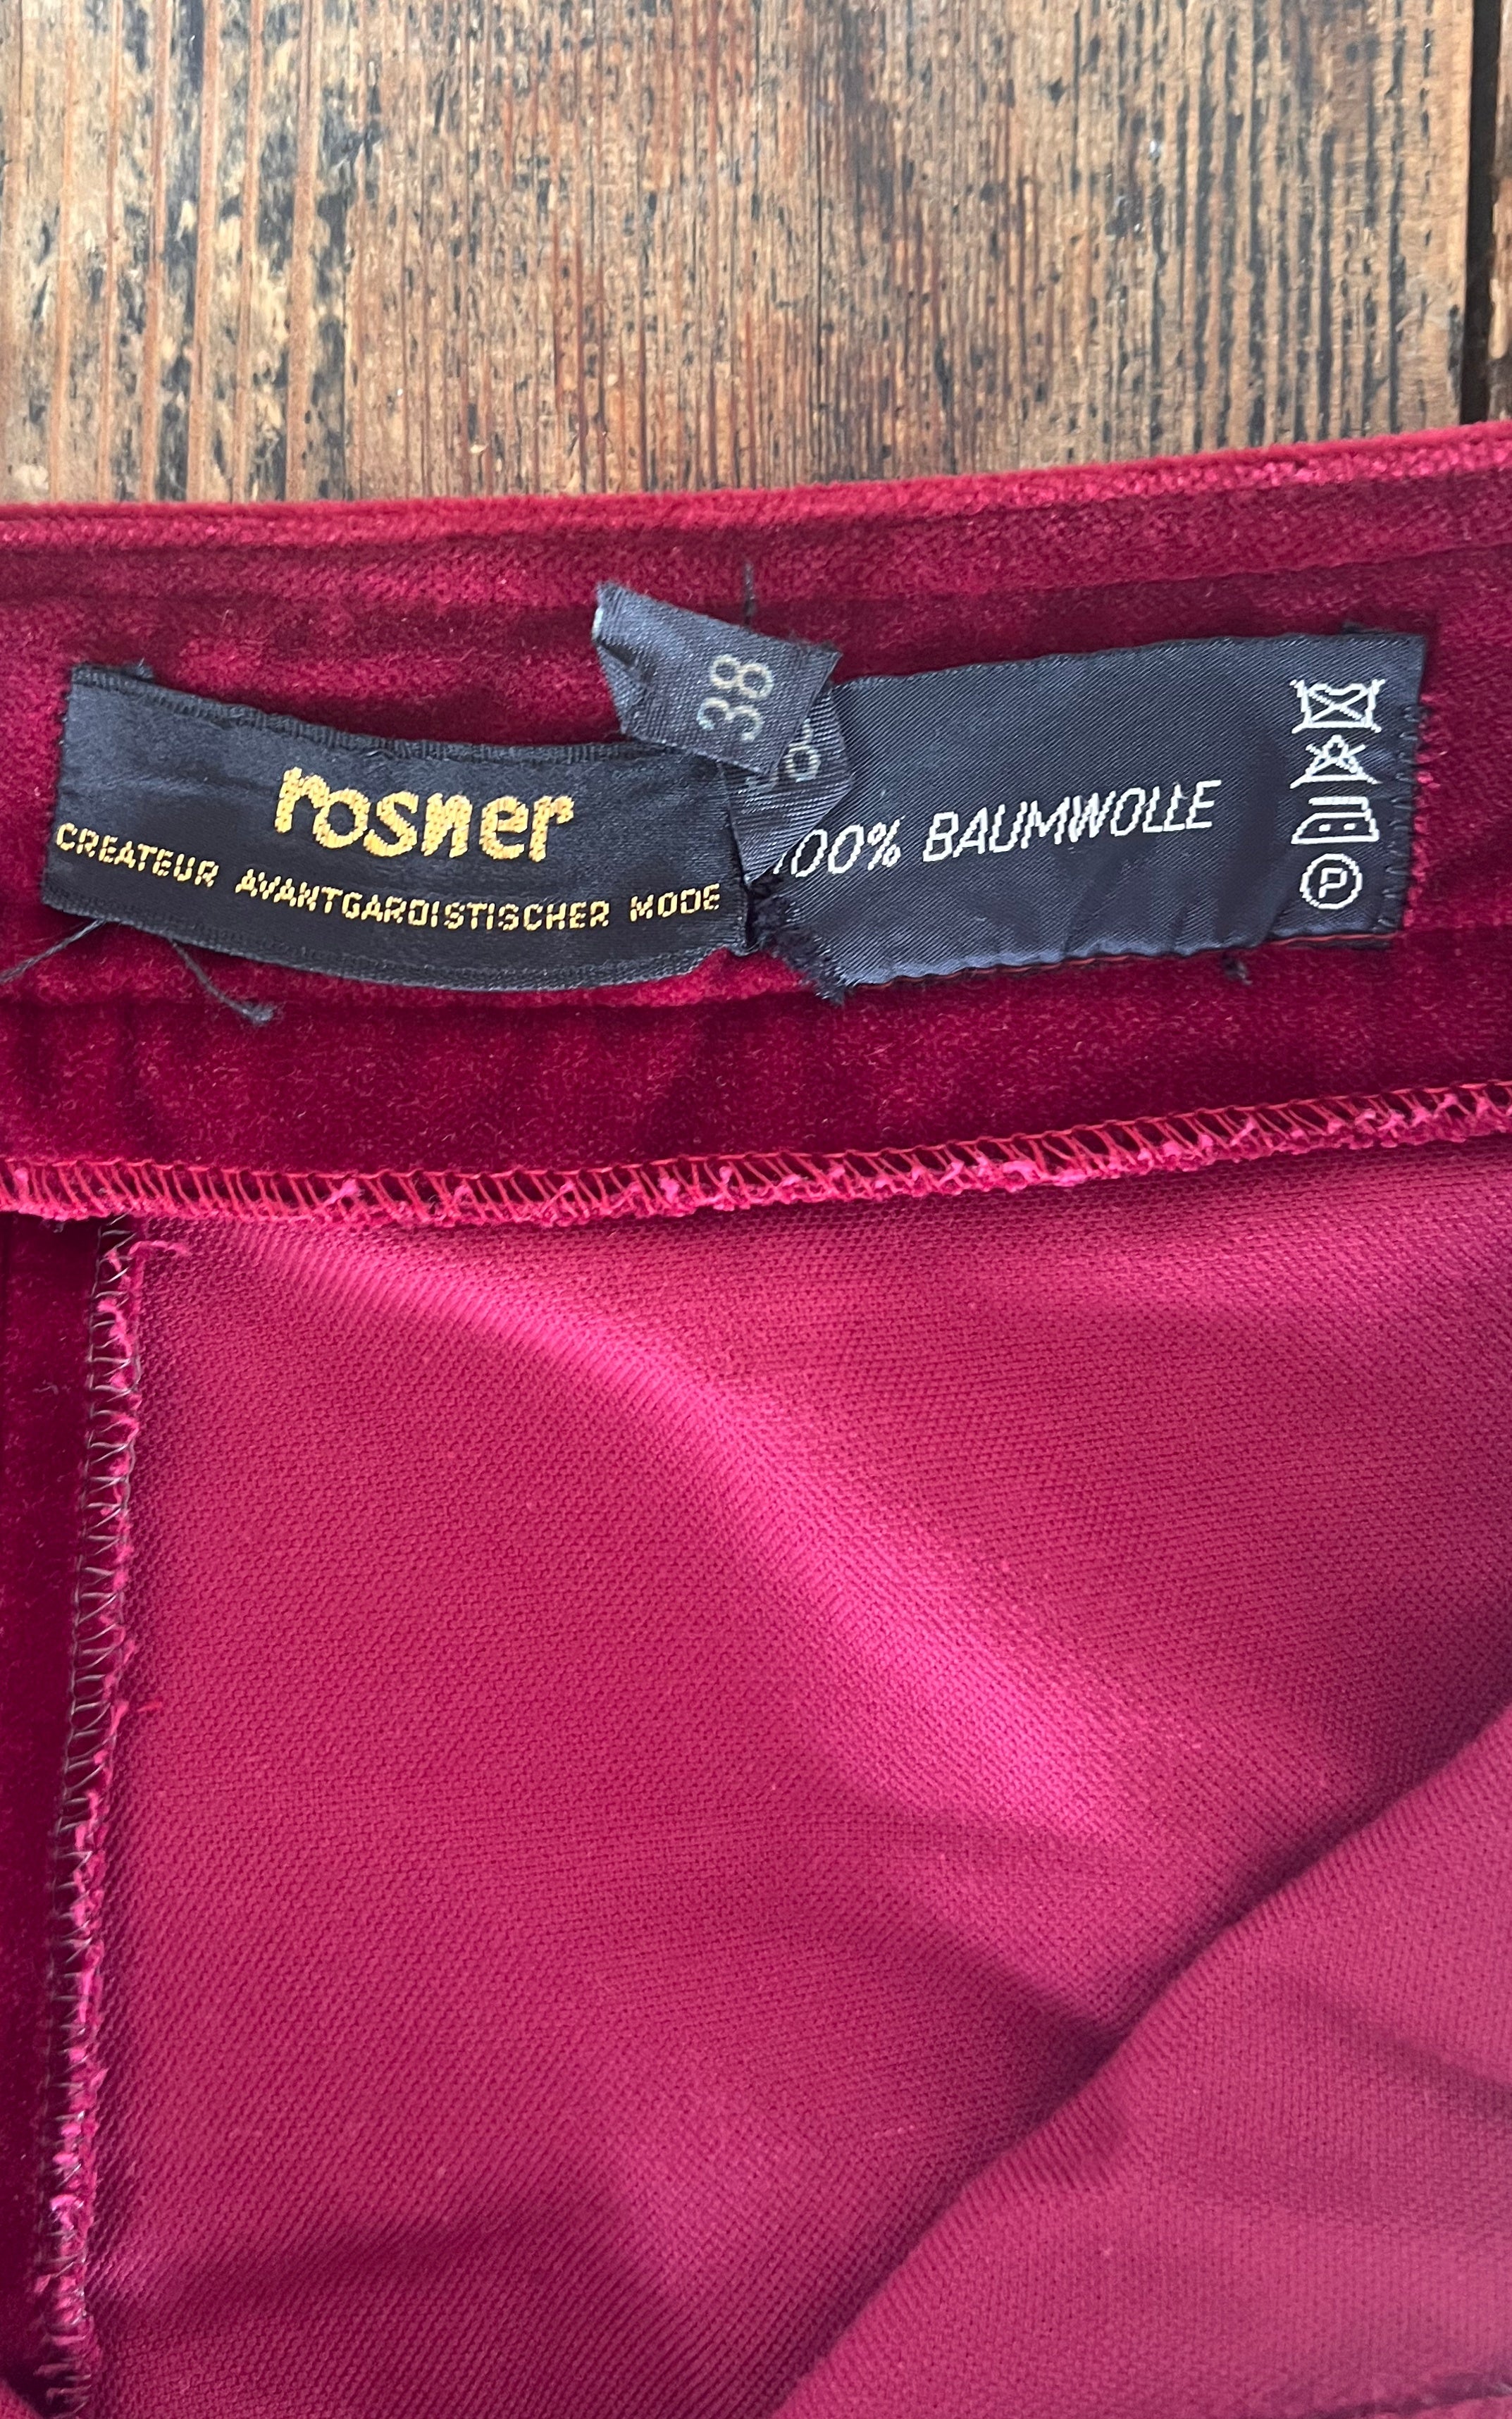 38
rosner
CREATEUR AVANTGARDISTISCHER MODE
100% BAUMWOLLE
P